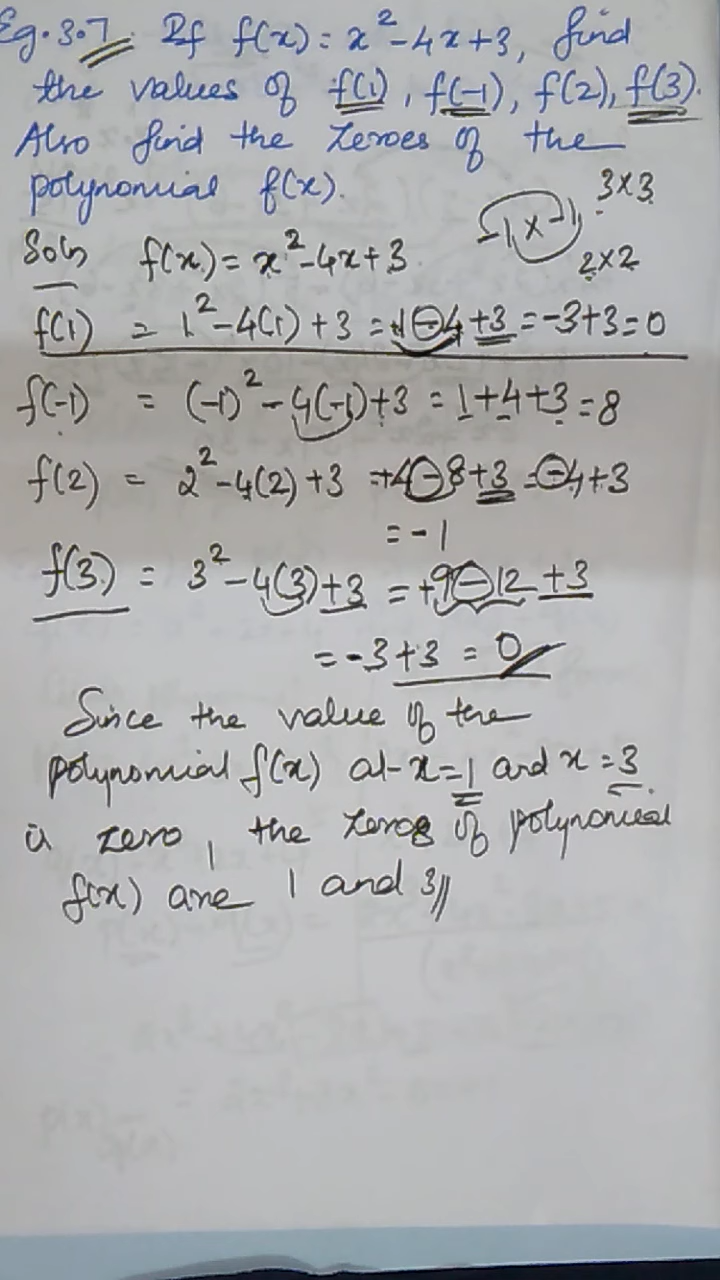 Eg. 3.7. If f(x) = x²-4x+3, find
the values of f(1), f(-1), f(2), f(3).
Also find the zeroes of the
polynomial f(x).
3×3
-1×-1
2×2
Soln f(x) = x²-4x+3.
f(1) = 1²-4(1)+3 = +1-4+3 = -3+3=0
f(-1) = (-1)²-4(-1)+3 = 1+4+3=8
f(2) = 2²-4(2)+3 =+4-8+3=-4+3
= -1
f(3) = 3²-4(3)+3 = +9-12+3
= -3+3 = 0
Since the value of the
polynomial f(x) at x=1 and x=3
is zero, the zeros of polynomial
f(x) are 1 and 3//